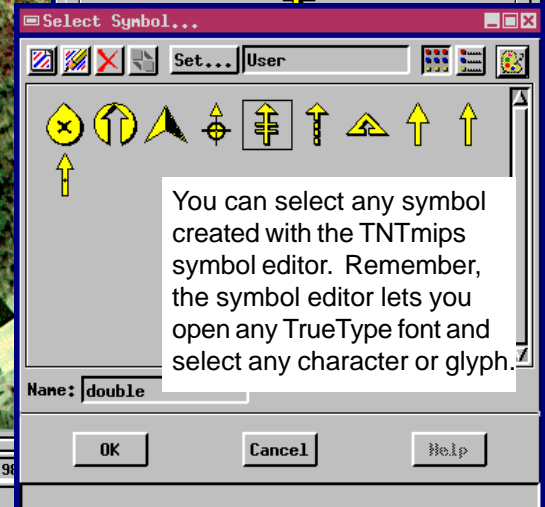 Select Symbol...
Set... User
You can select any symbol
created with the TNTmips
symbol editor. Remember,
the symbol editor lets you
open any TrueType font and
select any character or glyph.
Name: double
OK Cancel Help
98